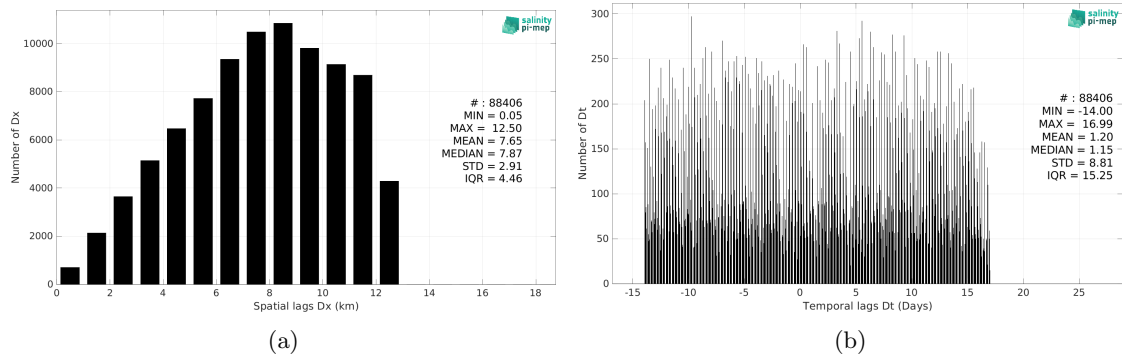 salinity
pi-mep
Number of Dx
10000
8000
6000
4000
2000
0
# : 88406
MIN = 0.05
MAX = 12.50
MEAN = 7.65
MEDIAN = 7.87
STD = 2.91
IQR = 4.46
0 2 4 6 8 10 12 14 16 18
Spatial lags Dx (km)
(a)
salinity
pi-mep
Number of Dt
300
250
200
150
100
50
0
# : 88406
MIN = -14.00
MAX = 16.99
MEAN = 1.20
MEDIAN = 1.15
STD = 8.81
IQR = 15.25
-15 -10 -5 0 5 10 15 20 25
Temporal lags Dt (Days)
(b)